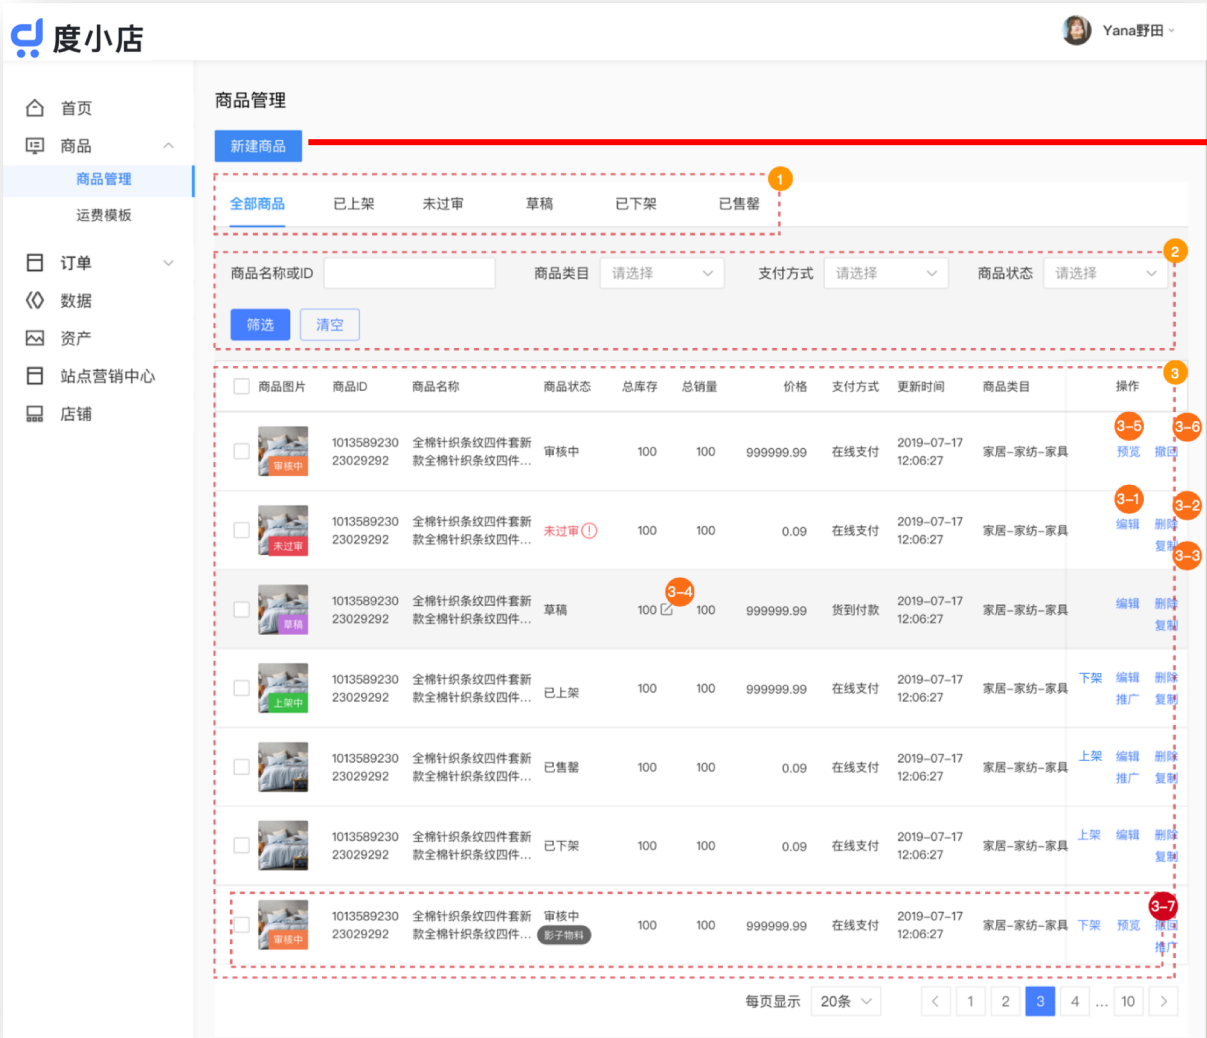 度小店
Yana野田
首页
商品
商品管理
运费模板
订单
数据
资产
站点营销中心
店铺
商品管理
新建商品
1
全部商品 已上架 未过审 草稿 已下架 已售罄
2
商品名称或ID 商品类目 请选择 支付方式 请选择 商品状态 请选择
筛选 清空
3
商品图片 商品ID 商品名称 商品状态 总库存 总销量 价格 支付方式 更新时间 商品类目 操作
3-5 3-6
1013589230 全棉针织条纹四件套新 2019-07-17
审核中 审核中 100 100 999999.99 在线支付 家居-家纺-家具 预览 撤回
23029292 款全棉针织条纹四件... 12:06:27
3-1 3-2
1013589230 全棉针织条纹四件套新 2019-07-17 编辑 删除
未过审 未过审 100 100 0.09 在线支付 家居-家纺-家具
23029292 款全棉针织条纹四件... 12:06:27 复制
3-3
3-4
1013589230 全棉针织条纹四件套新 2019-07-17 编辑 删除
草稿 草稿 100 100 999999.99 货到付款 家居-家纺-家具
23029292 款全棉针织条纹四件... 12:06:27 复制
1013589230 全棉针织条纹四件套新 2019-07-17 下架 编辑 删除
上架中 已上架 100 100 999999.99 在线支付 家居-家纺-家具
23029292 款全棉针织条纹四件... 12:06:27 推广 复制
1013589230 全棉针织条纹四件套新 2019-07-17 上架 编辑 删除
已售罄 100 100 0.09 在线支付 家居-家纺-家具
23029292 款全棉针织条纹四件... 12:06:27 推广 复制
1013589230 全棉针织条纹四件套新 2019-07-17 上架 编辑 删除
已下架 100 100 0.09 在线支付 家居-家纺-家具
23029292 款全棉针织条纹四件... 12:06:27 复制
3-7
1013589230 全棉针织条纹四件套新 审核中 2019-07-17
审核中 100 100 999999.99 在线支付 家居-家纺-家具 下架 预览 撤回
23029292 款全棉针织条纹四件... 影子物料 12:06:27 推广
每页显示 20条 1 2 3 4 ... 10